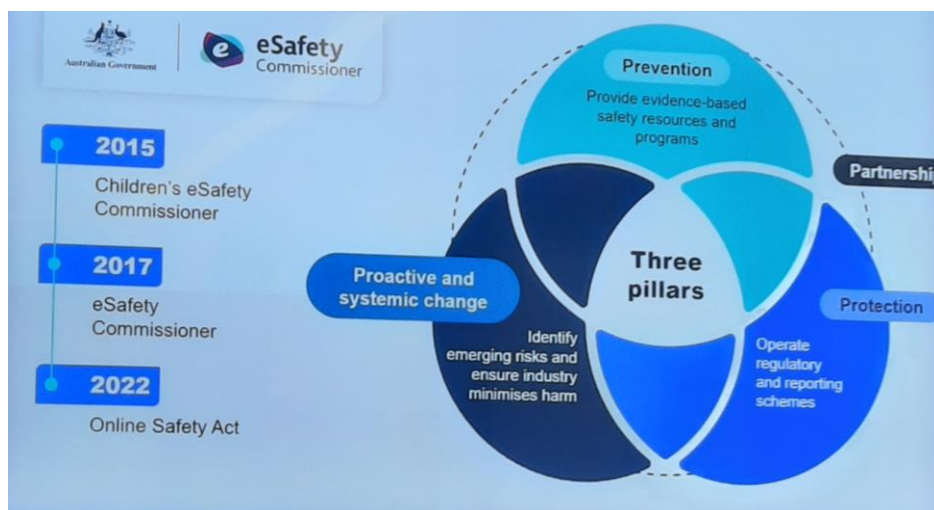 Australian Government
eSafety
Commissioner
2015
Children's eSafety
Commissioner
2017
eSafety
Commissioner
2022
Online Safety Act
Prevention
Provide evidence-based
safety resources and
programs
Proactive and
systemic change
Identify
emerging risks and
ensure industry
minimises harm
Three
pillars
Partnership
Protection
Operate
regulatory
and reporting
schemes